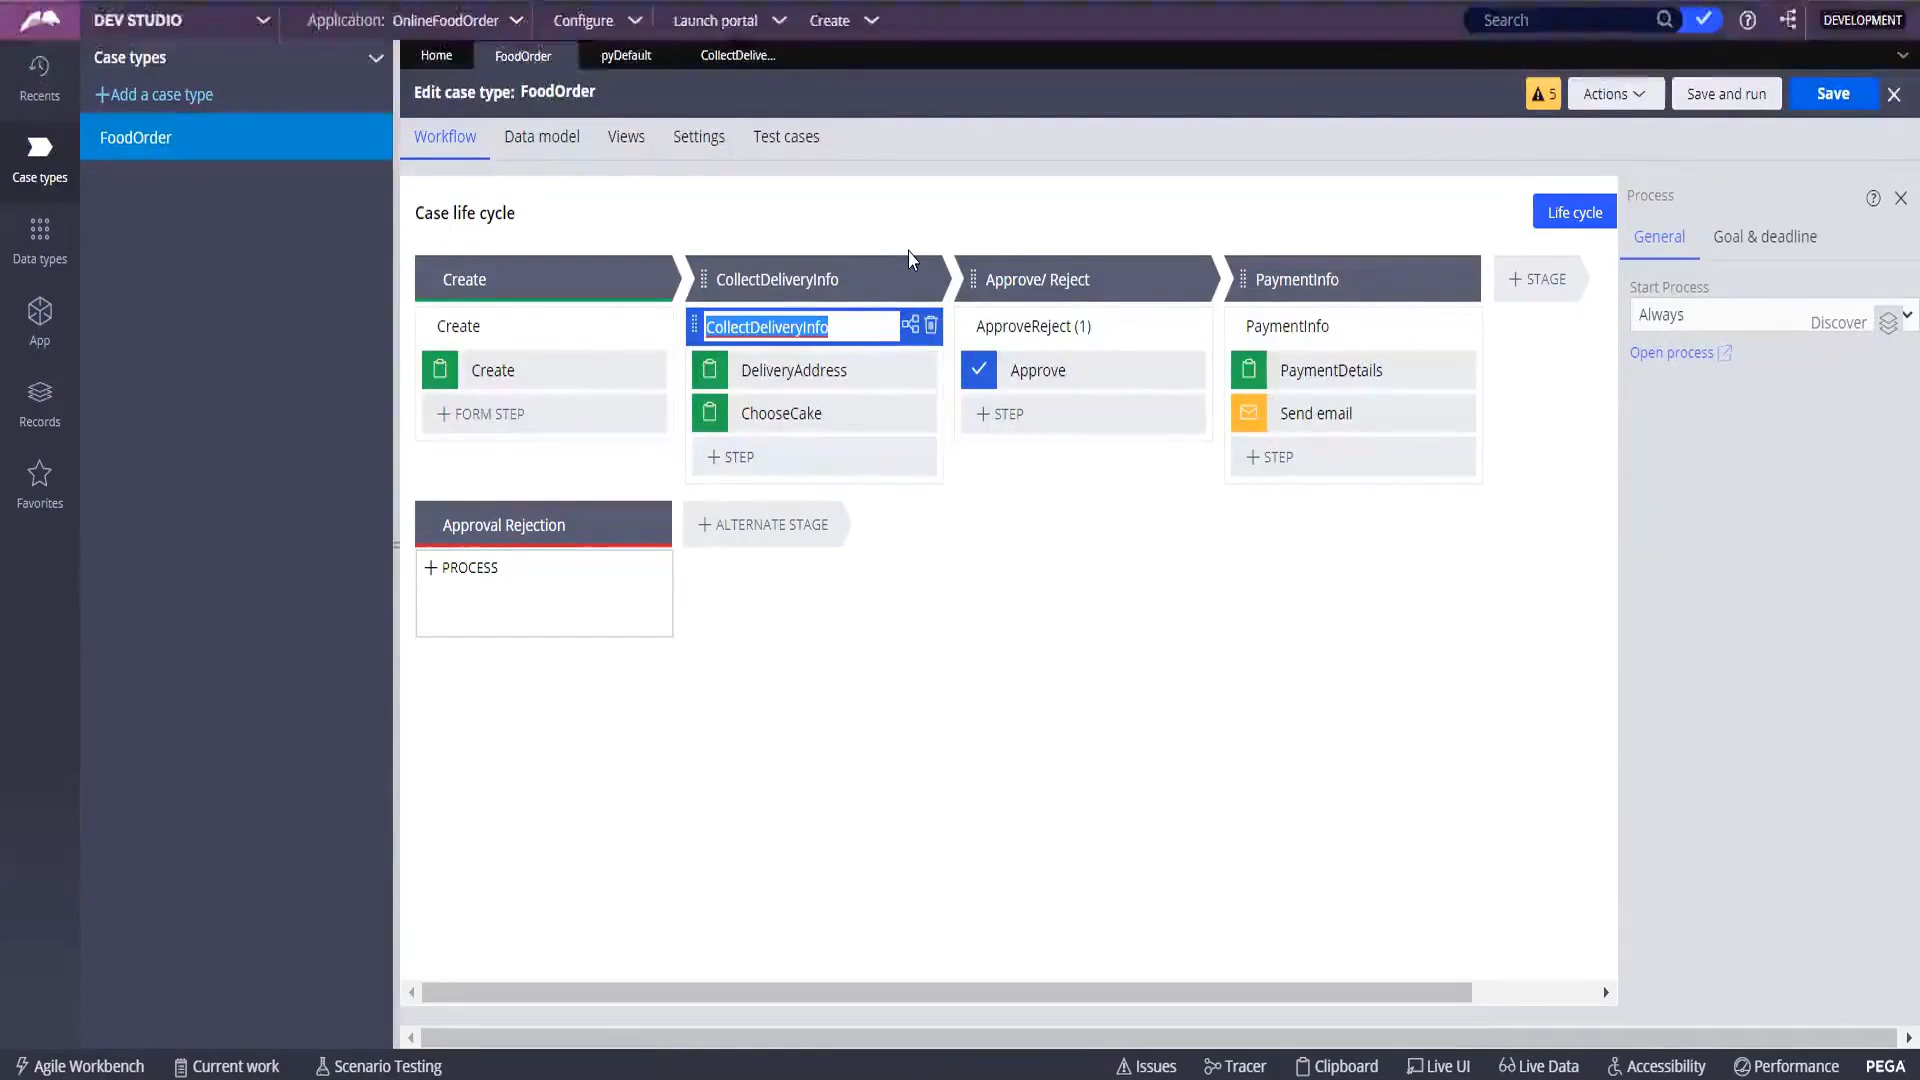 DEV STUDIO
Application: OnlineFoodOrder
Configure
Launch portal
Create
Search
DEVELOPMENT
Recents
Case types
Data types
App
Records
Favorites
Case types
+Add a case type
FoodOrder
Home
FoodOrder
pyDefault
CollectDelive...
Edit case type: FoodOrder
5
Actions
Save and run
Save
Workflow
Data model
Views
Settings
Test cases
Case life cycle
Life cycle
Create
CollectDeliveryInfo
Approve/ Reject
PaymentInfo
+ STAGE
Create
Create
+ FORM STEP
CollectDeliveryInfo
DeliveryAddress
ChooseCake
+ STEP
ApproveReject (1)
Approve
+ STEP
PaymentInfo
PaymentDetails
Send email
+ STEP
Approval Rejection
+ ALTERNATE STAGE
+ PROCESS
Process
General
Goal & deadline
Start Process
Always
Discover
Open process
Agile Workbench
Current work
Scenario Testing
Issues
Tracer
Clipboard
Live UI
Live Data
Accessibility
Performance
PEGA